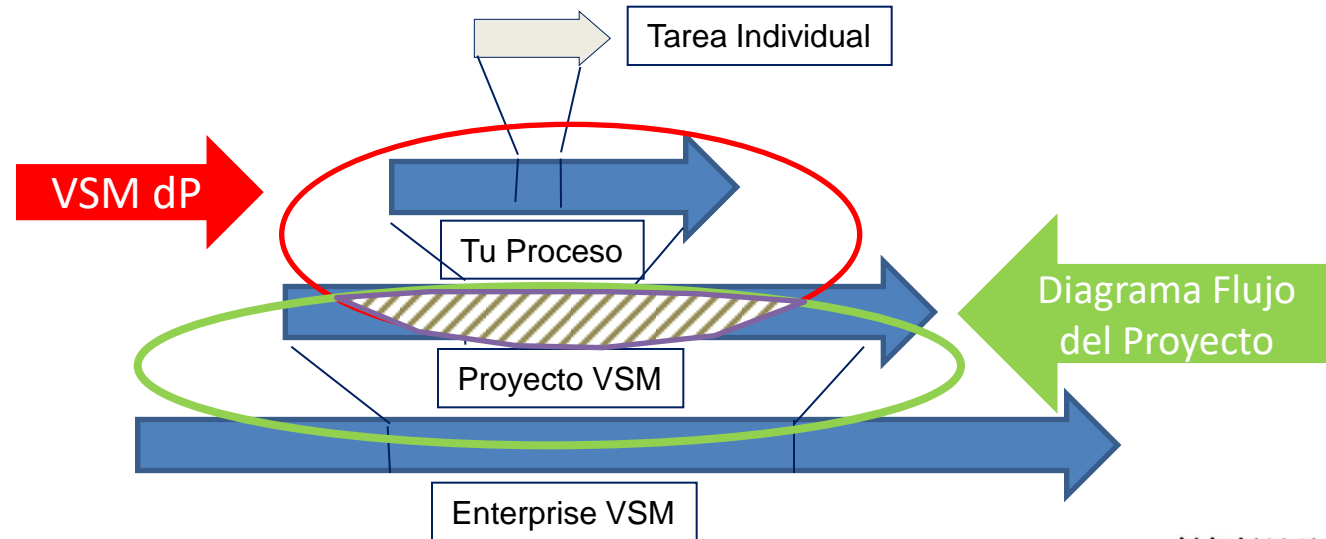 Tarea Individual
VSM dP
Tu Proceso
Diagrama Flujo
del Proyecto
Proyecto VSM
Enterprise VSM